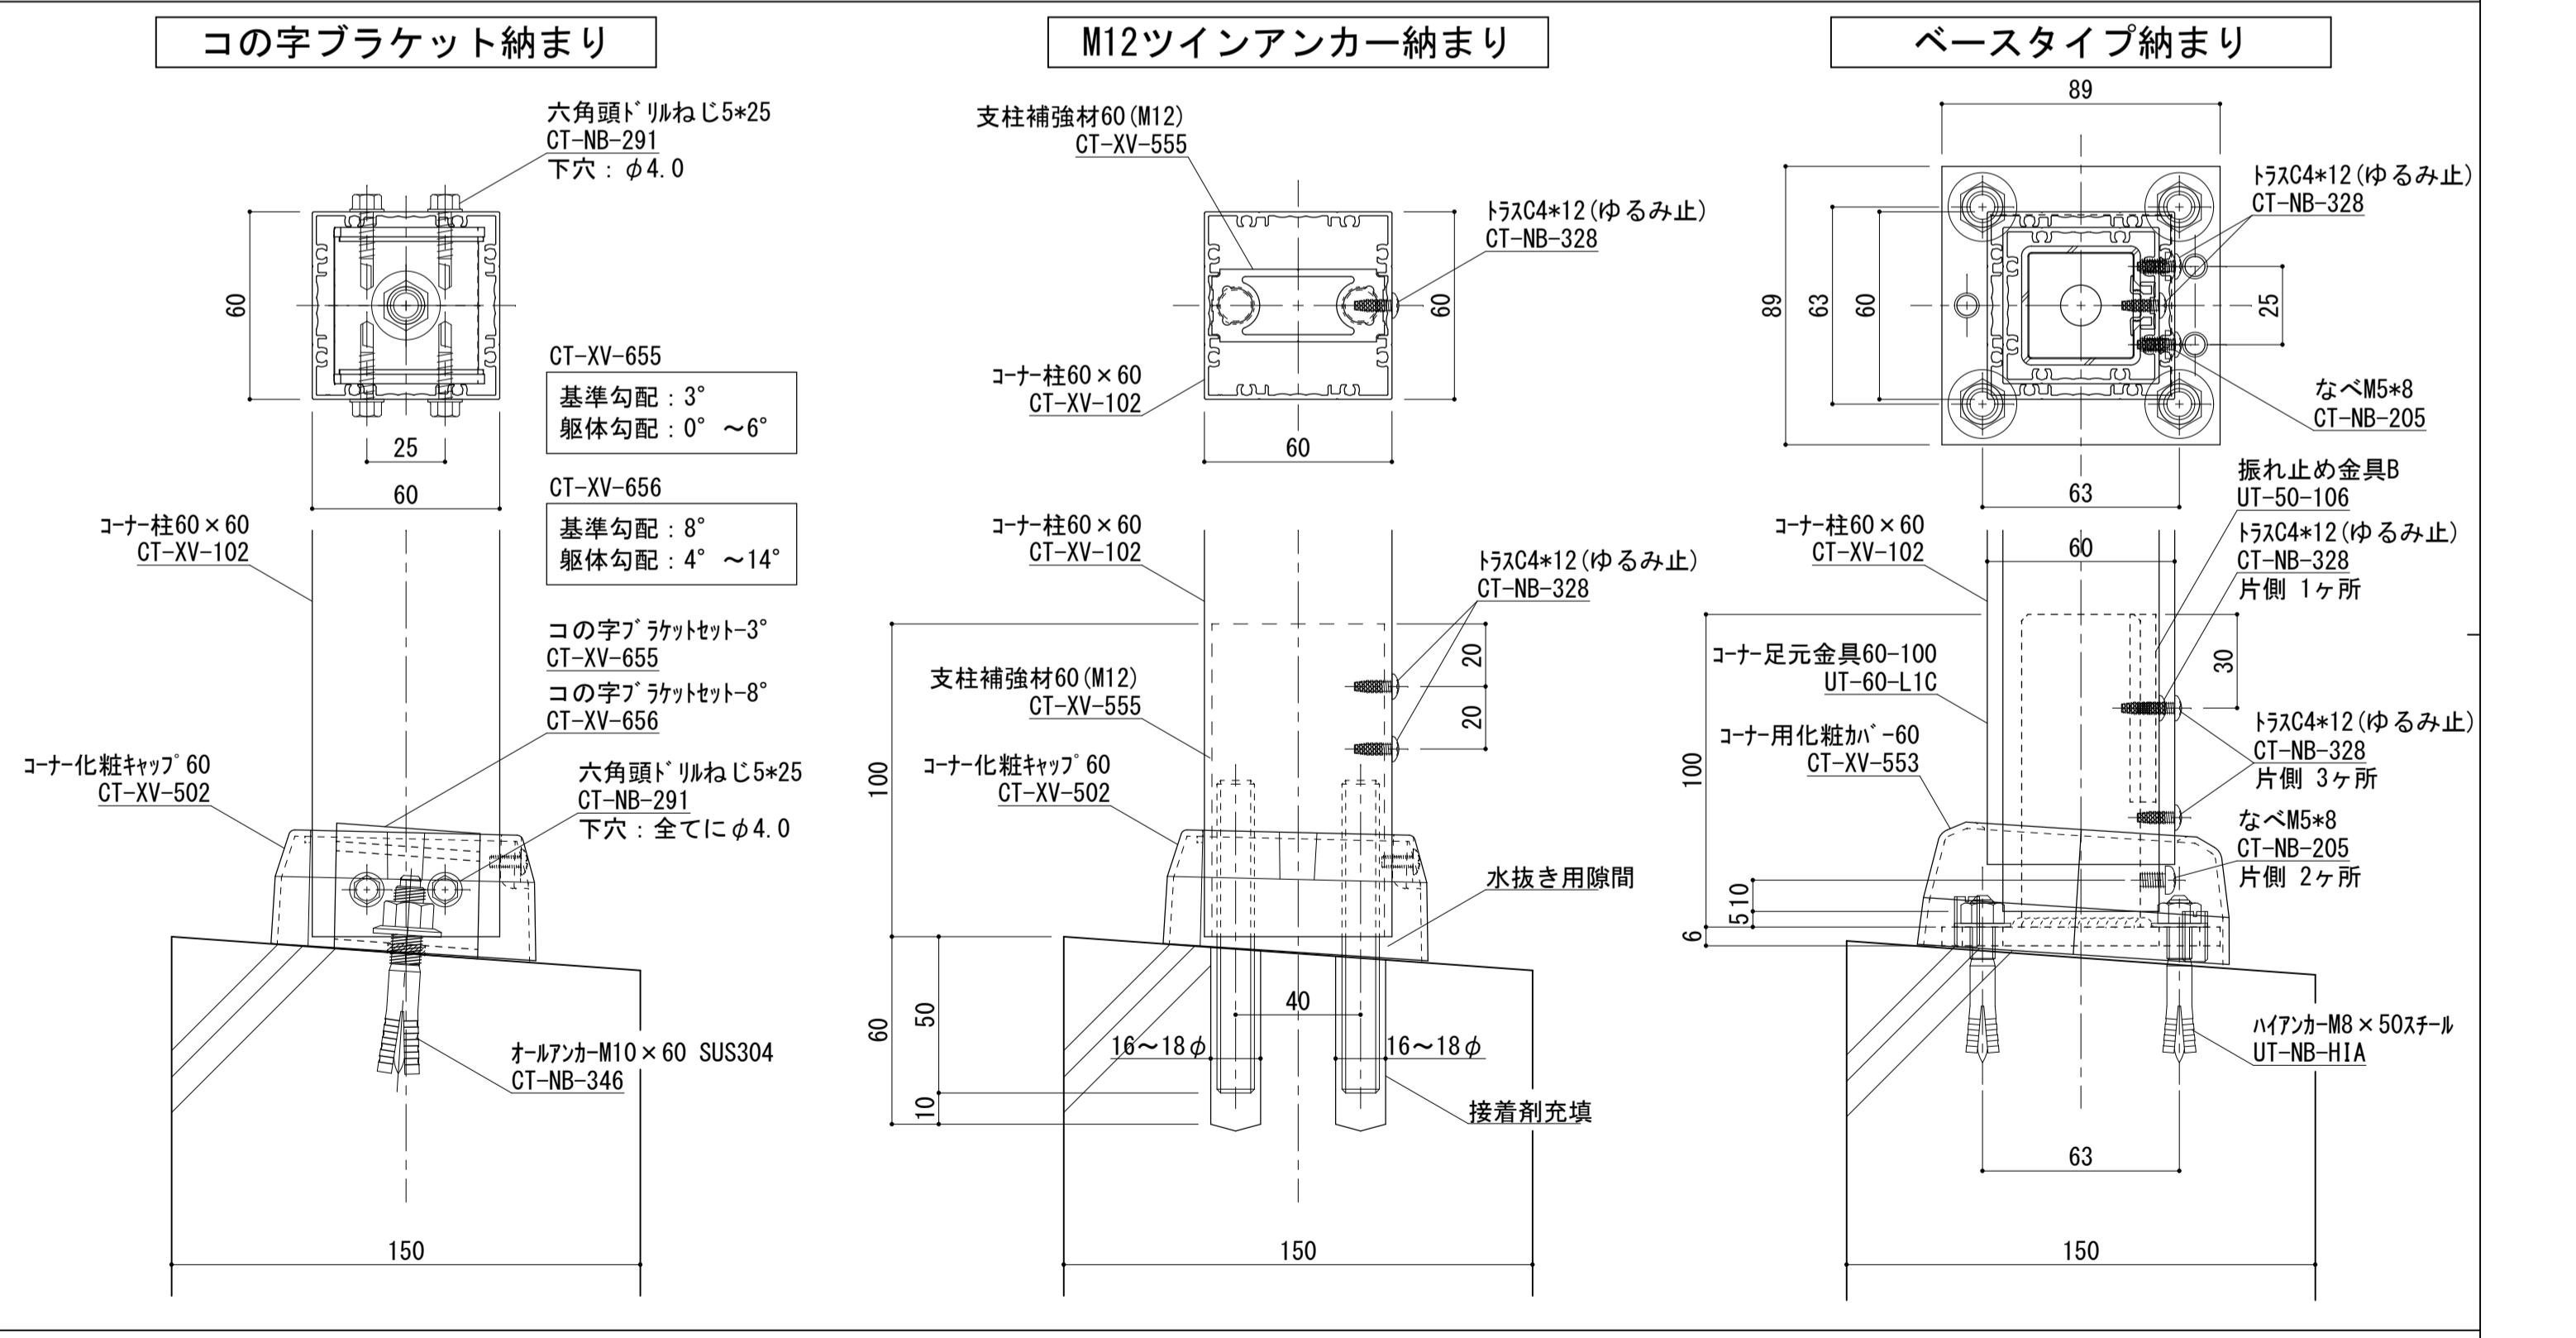 コの字ブラケット納まり
六角頭ﾄﾞﾘﾙねじ5*25
CT-NB-291
下穴：φ4.0
60
25
60
CT-XV-655
基準勾配：3°
躯体勾配：0°～6°
CT-XV-656
基準勾配：8°
躯体勾配：4°～14°
ｺｰﾅｰ柱60×60
CT-XV-102
コの字ﾌﾞﾗｹｯﾄｾｯﾄ-3°
CT-XV-655
コの字ﾌﾞﾗｹｯﾄｾｯﾄ-8°
CT-XV-656
ｺｰﾅｰ化粧ｷｬｯﾌﾟ60
CT-XV-502
六角頭ﾄﾞﾘﾙねじ5*25
CT-NB-291
下穴：全てにφ4.0
ｵｰﾙｱﾝｶｰM10×60 SUS304
CT-NB-346
150
M12ツインアンカー納まり
支柱補強材60(M12)
CT-XV-555
ﾄﾗｽC4*12(ゆるみ止)
CT-NB-328
60
ｺｰﾅｰ柱60×60
CT-XV-102
60
ｺｰﾅｰ柱60×60
CT-XV-102
ﾄﾗｽC4*12(ゆるみ止)
CT-NB-328
20
20
支柱補強材60(M12)
CT-XV-555
100
ｺｰﾅｰ化粧ｷｬｯﾌﾟ60
CT-XV-502
水抜き用隙間
40
50
60
16～18φ
16～18φ
10
接着剤充填
150
ベースタイプ納まり
89
ﾄﾗｽC4*12(ゆるみ止)
CT-NB-328
89
63
60
25
なべM5*8
CT-NB-205
63
振れ止め金具B
UT-50-106
ｺｰﾅｰ柱60×60
CT-XV-102
60
ﾄﾗｽC4*12(ゆるみ止)
CT-NB-328
片側 1ヶ所
ｺｰﾅｰ足元金具60-100
UT-60-L1C
30
ｺｰﾅｰ用化粧ｶﾊﾞｰ60
CT-XV-553
ﾄﾗｽC4*12(ゆるみ止)
CT-NB-328
片側 3ヶ所
100
なべM5*8
CT-NB-205
片側 2ヶ所
10
5
6
ﾊｲｱﾝｶｰM8×50ｽﾁｰﾙ
UT-NB-HIA
63
150